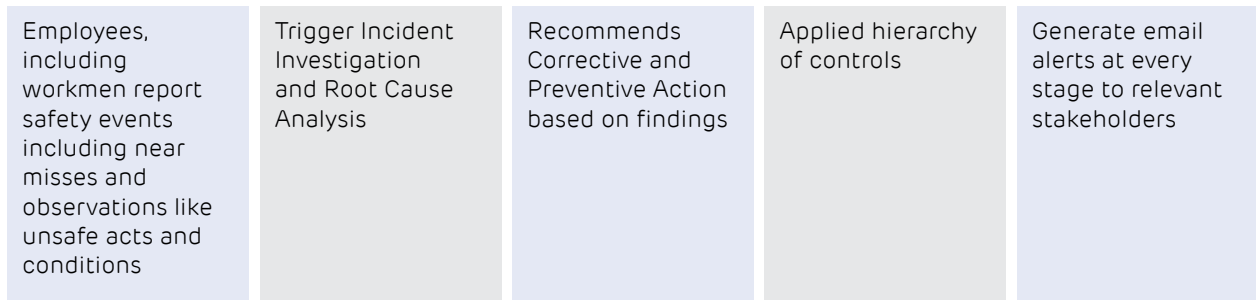 Employees,
including
workmen report
safety events
including near
misses and
observations like
unsafe acts and
conditions
Trigger Incident
Investigation
and Root Cause
Analysis
Recommends
Corrective and
Preventive Action
based on findings
Applied hierarchy
of controls
Generate email
alerts at every
stage to relevant
stakeholders